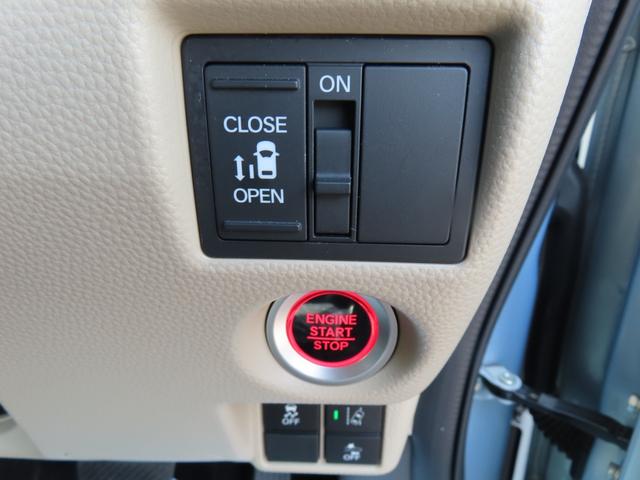 ON
CLOSE
OPEN
ENGINE
START
STOP
OFF
OFF